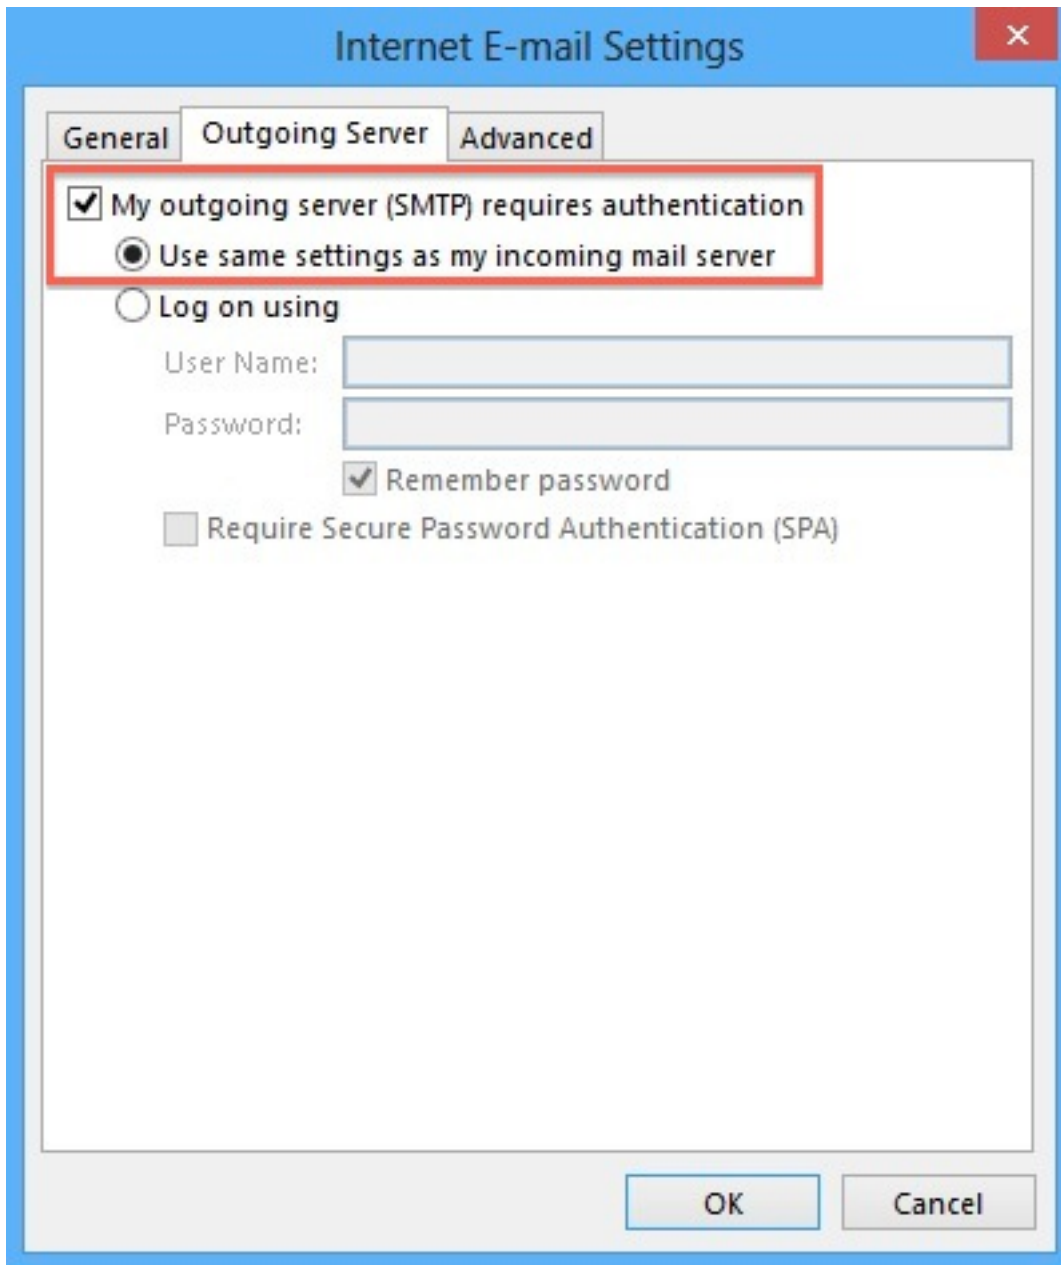 Internet E-mail Settings
General Outgoing Server Advanced
My outgoing server (SMTP) requires authentication
Use same settings as my incoming mail server
Log on using
User Name:
Password:
Remember password
Require Secure Password Authentication (SPA)
OK Cancel